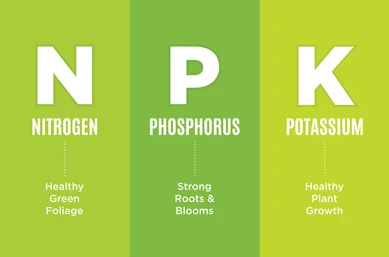 N
NITROGEN
Healthy
Green
Foliage
P
PHOSPHORUS
Strong
Roots &
Blooms
K
POTASSIUM
Healthy
Plant
Growth